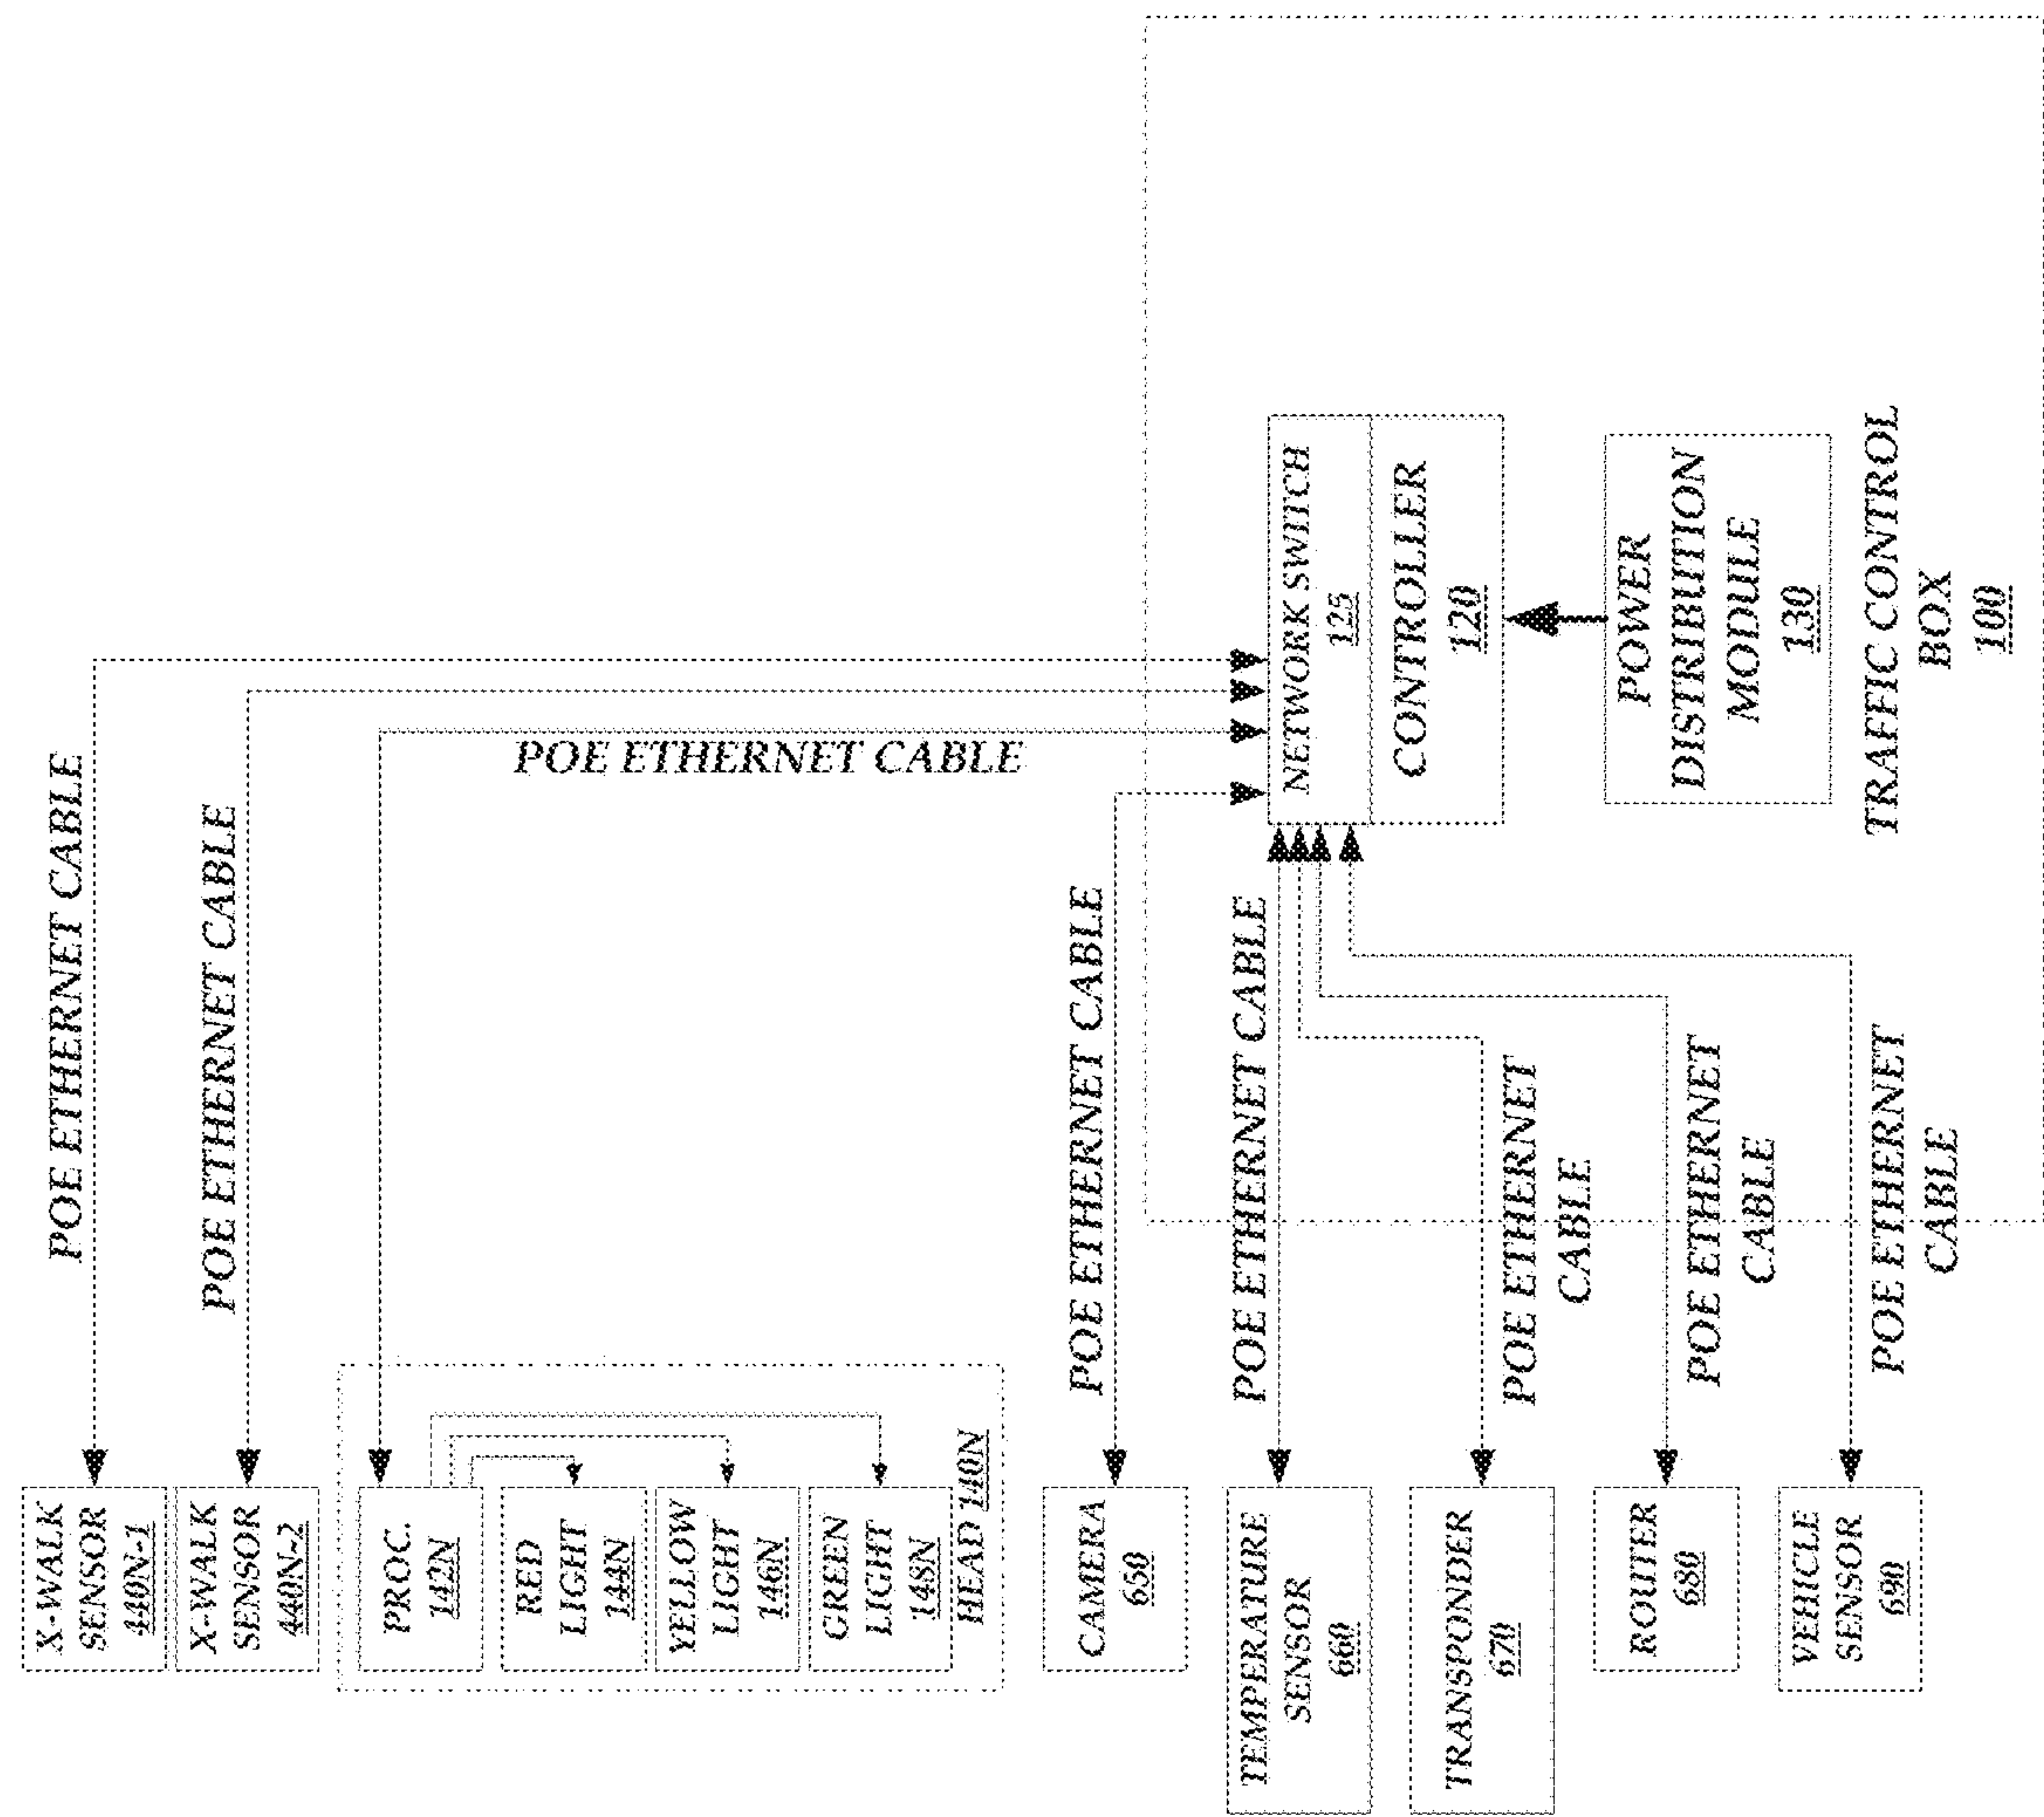 X-WALK
SENSOR
440N-1
POE ETHERNET CABLE
X-WALK
SENSOR
440N-2
POE ETHERNET CABLE
PROC.
142N
POE ETHERNET CABLE
RED
LIGHT
144N
YELLOW
LIGHT
146N
GREEN
LIGHT
148N
HEAD 140N
CAMERA
650
POE ETHERNET CABLE
TEMPERATURE
SENSOR
660
POE ETHERNET CABLE
TRANSPONDER
670
POE ETHERNET
CABLE
ROUTER
680
POE ETHERNET
CABLE
VEHICLE
SENSOR
690
POE ETHERNET
CABLE
NETWORK SWITCH
125
CONTROLLER
120
POWER
DISTRIBUTION
MODULE
130
TRAFFIC CONTROL
BOX
100